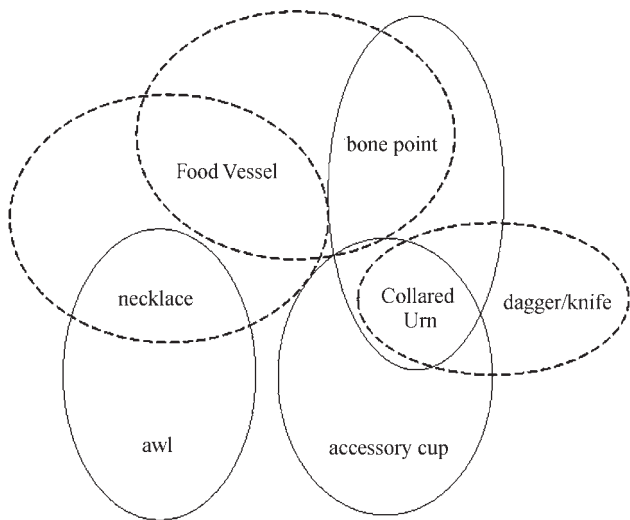 bone point
Food Vessel
necklace
Collared
Urn
dagger/knife
awl
accessory cup